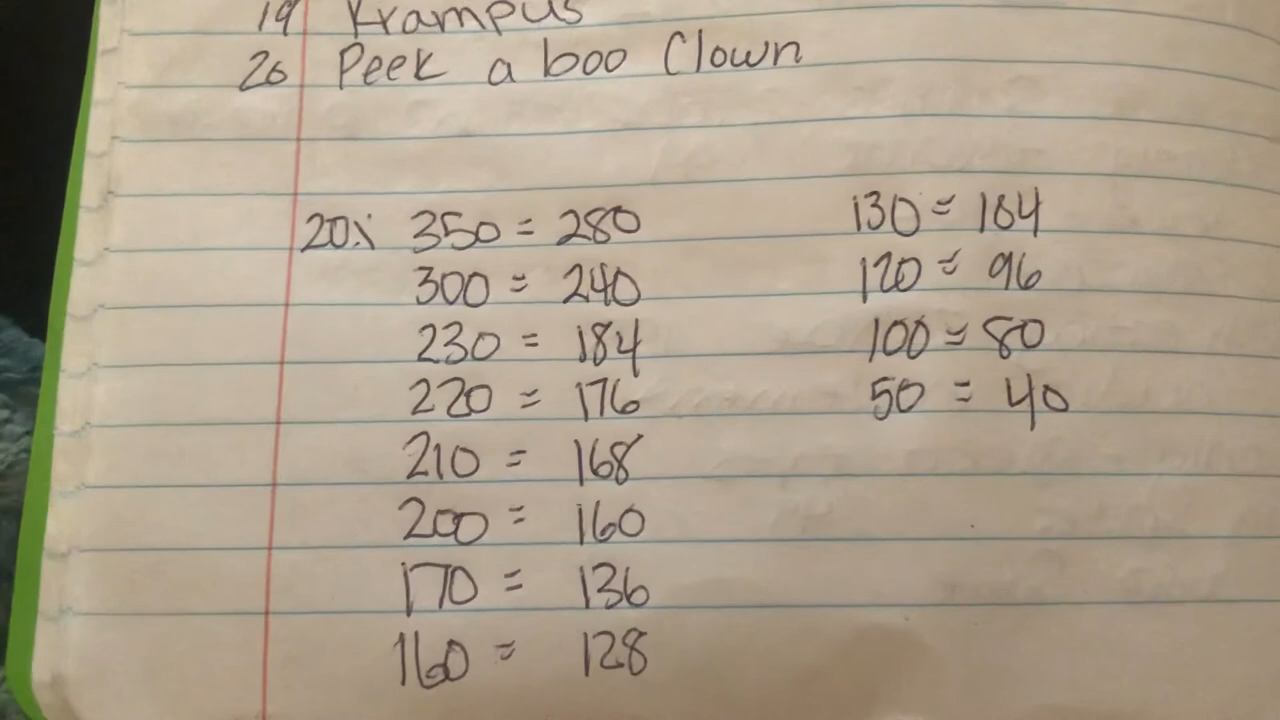 19 Krampus
20 Peek a boo Clown
20% 350 = 280
300 = 240
230 = 184
220 = 176
210 = 168
200 = 160
170 = 136
160 = 128
130 = 164
120 = 96
100 = 80
50 = 40